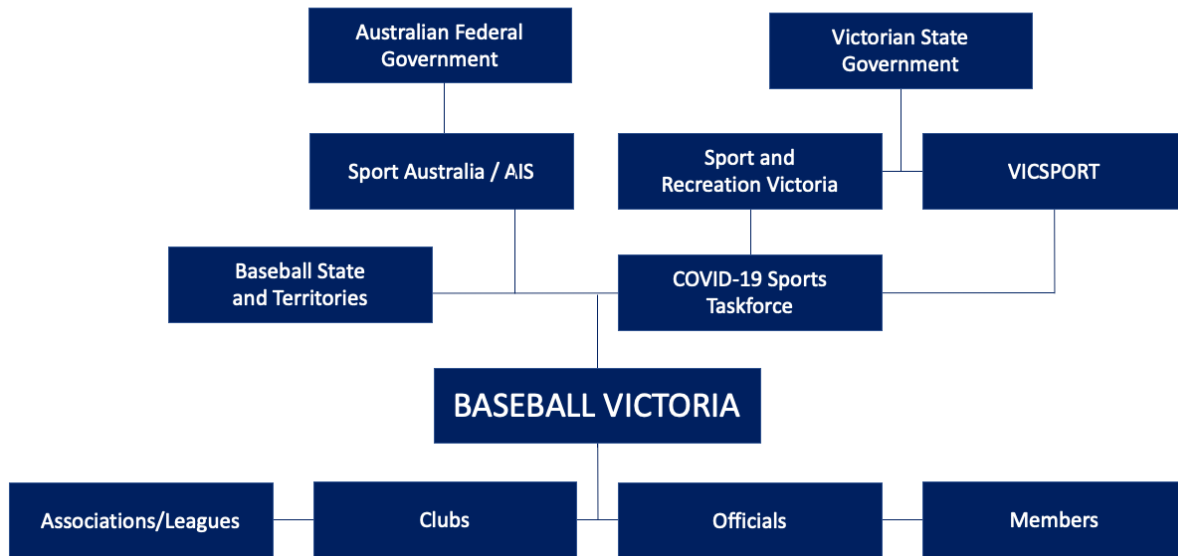 Australian Federal
Government
Victorian State
Government
Sport Australia / AIS
Sport and
Recreation Victoria
VICSPORT
Baseball State
and Territories
COVID-19 Sports
Taskforce
BASEBALL VICTORIA
Associations/Leagues
Clubs
Officials
Members